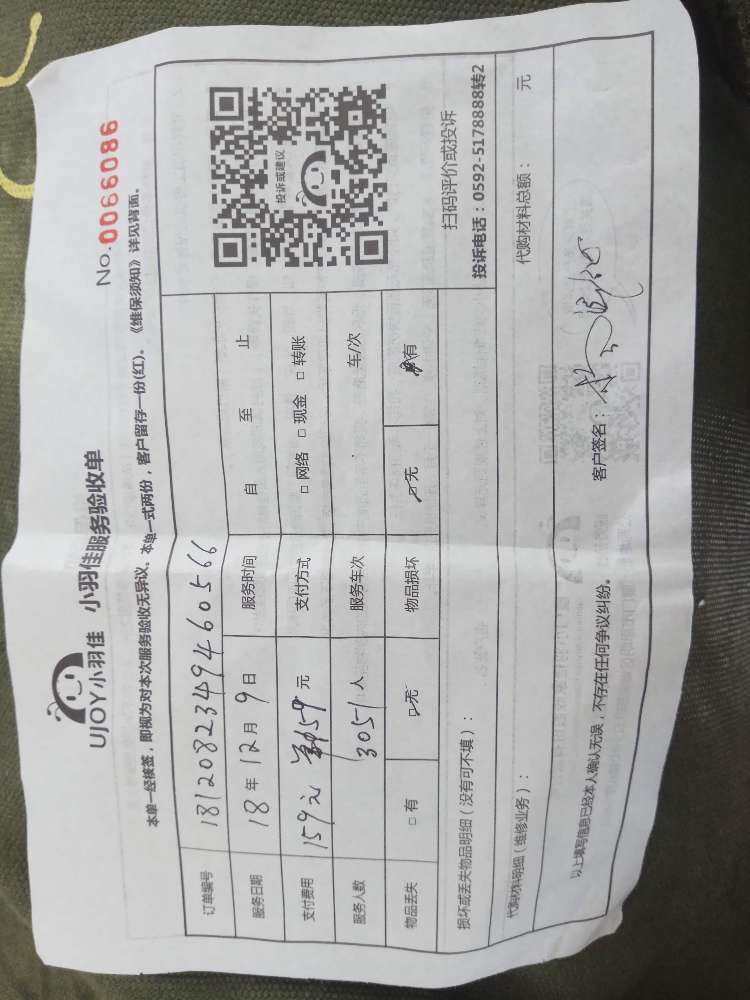 UJOY小羽佳 小羽佳服务验收单
No.0066086
本单一经核签，即视为对本次服务验收无异议。本单一式两份，客户留存一份(红)。《维保须知》详见背面。
订单编号 181208234946 0566
服务日期 18年12月9日 服务时间 自 至 止
支付费用 159元 元 支付方式 □网络 □现金 □转账
服务人数 3051人 服务车次 车/次
物品丢失 □有 □无 物品损坏 □无 有
投诉或建议
扫码评价或投诉
投诉电话：0592-5178888转2
损坏或丢失物品明细（没有可不填）：
代购材料明细（维修业务）： 代购材料总额： 元
以上填写信息已经本人确认无误，不存在任何争议纠纷。 客户签名：